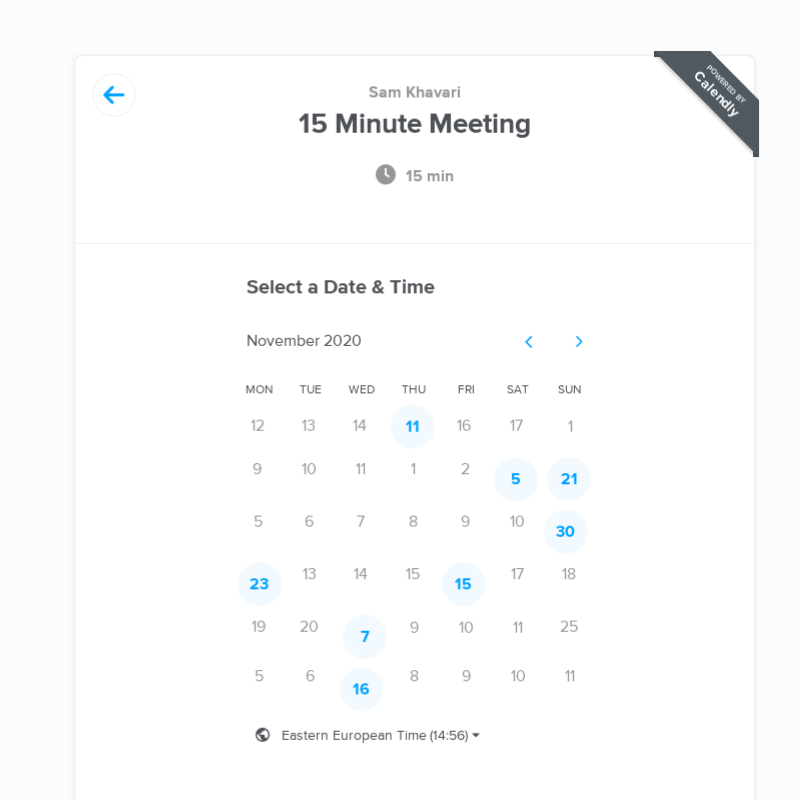 POWERED BY
Calendly
Sam Khavari
15 Minute Meeting
15 min
Select a Date & Time
November 2020
MON TUE WED THU FRI SAT SUN
12 13 14 11 16 17 1
9 10 11 1 2 5 21
5 6 7 8 9 10 30
23 13 14 15 15 17 18
19 20 7 9 10 11 25
5 6 16 8 9 10 11
Eastern European Time (14:56)